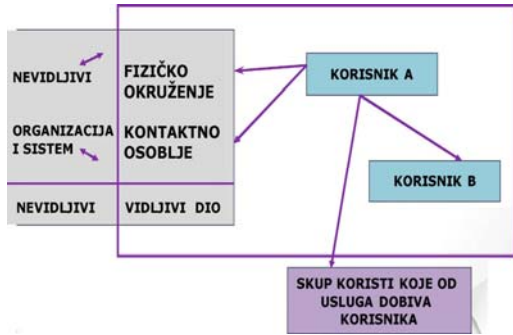 NEVIDLJIVI
ORGANIZACIJA
I SISTEM
NEVIDLJIVI
FIZIČKO
OKRUŽENJE
KONTAKTNO
OSOBLJE
VIDLJIVI DIO
KORISNIK A
KORISNIK B
SKUP KORISTI KOJE OD
USLUGA DOBIVA
KORISNIKA